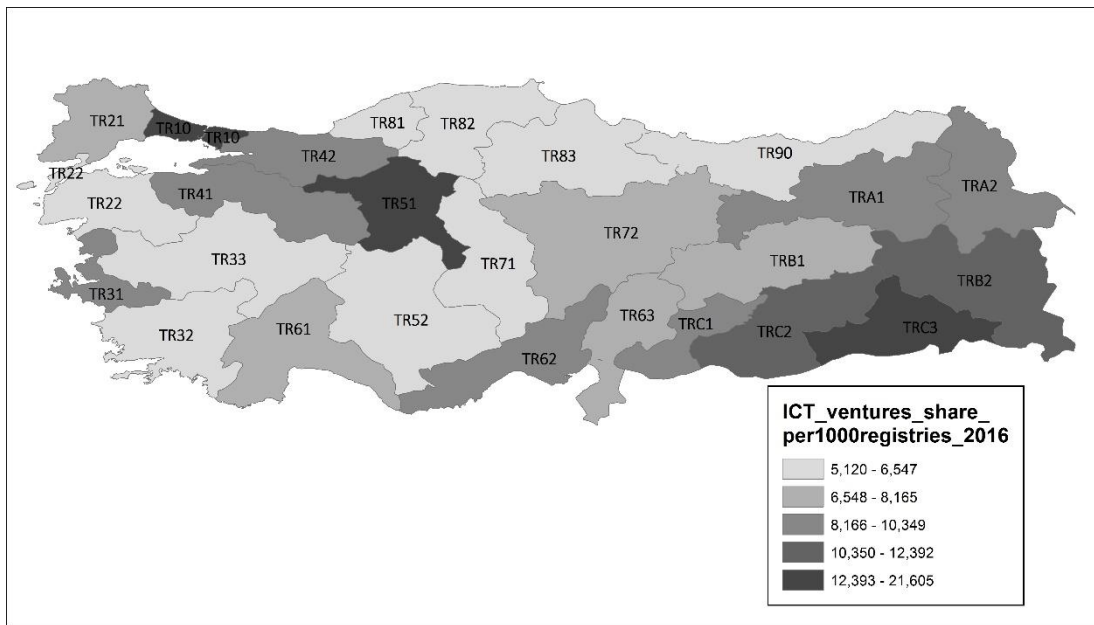 TR21
TR10
TR10
TR81
TR82
TR42
TR83
TR90
TR22
TR22
TR41
TR51
TRA1
TRA2
TR72
TR33
TR71
TRB1
TRB2
TR31
TR32
TR61
TR52
TR63
TRC1
TRC2
TRC3
TR62
ICT_ventures_share_
per1000registries_2016
5,120 - 6,547
6,548 - 8,165
8,166 - 10,349
10,350 - 12,392
12,393 - 21,605